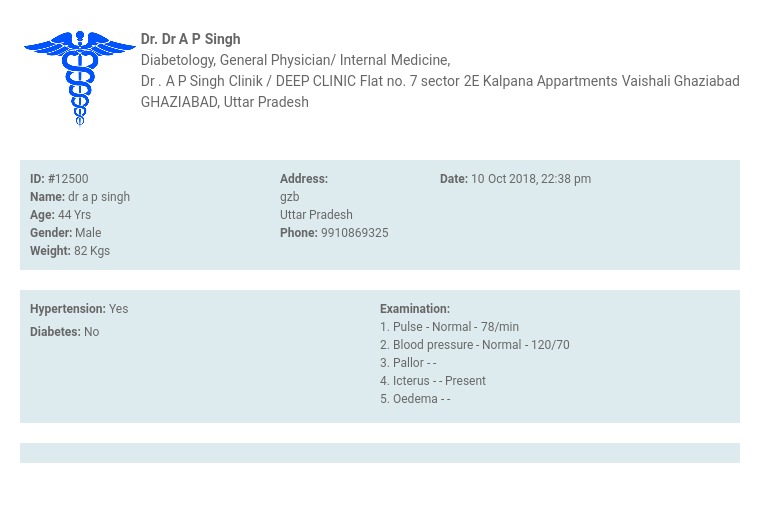 Dr. Dr A P Singh
Diabetology, General Physician/ Internal Medicine,
Dr . A P Singh Clinik / DEEP CLINIC Flat no. 7 sector 2E Kalpana Appartments Vaishali Ghaziabad
GHAZIABAD, Uttar Pradesh
ID: #12500
Name: dr a p singh
Age: 44 Yrs
Gender: Male
Weight: 82 Kgs
Address:
gzb
Uttar Pradesh
Phone: 9910869325
Date: 10 Oct 2018, 22:38 pm
Hypertension: Yes
Diabetes: No
Examination:
1. Pulse - Normal - 78/min
2. Blood pressure - Normal - 120/70
3. Pallor - -
4. Icterus - - Present
5. Oedema - -